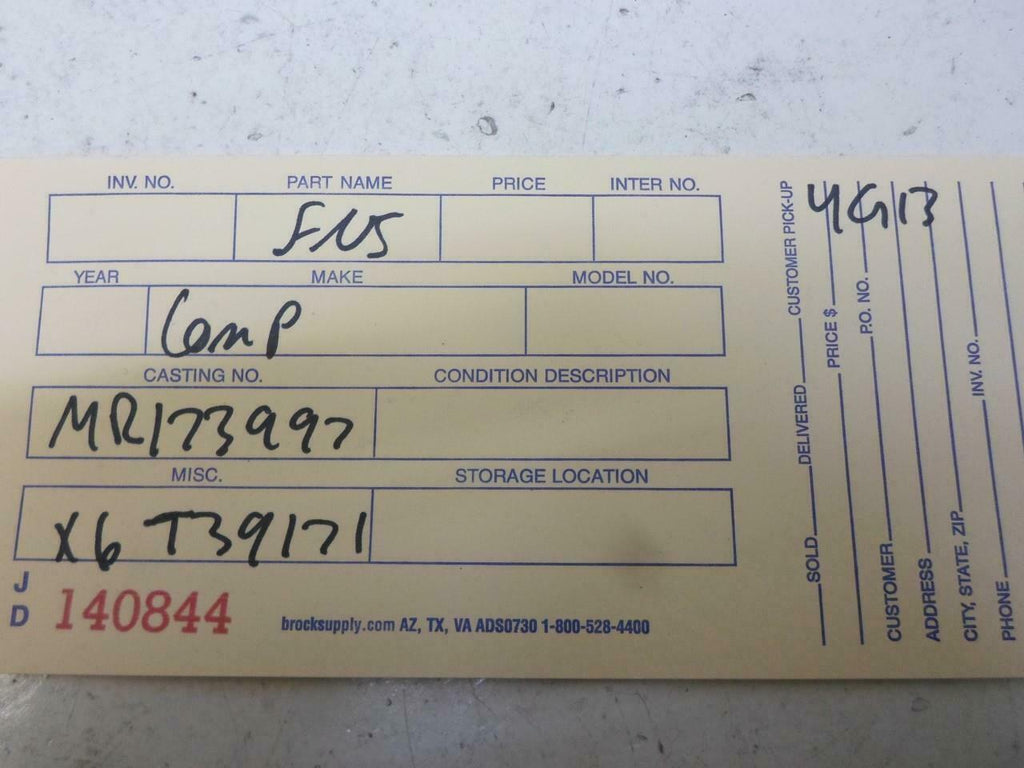 INV. NO. PART NAME PRICE INTER NO.
YEAR MAKE MODEL NO.
Comp
CASTING NO. CONDITION DESCRIPTION
MR173997
MISC. STORAGE LOCATION
X6 T39171
J
D
140844
brocksupply.com AZ, TX, VA ADS0730 1-800-528-4400
4G13
SOLD DELIVERED CUSTOMER PICK-UP
PRICE $
CUSTOMER P.O. NO.
ADDRESS
CITY, STATE, ZIP
PHONE INV. NO.